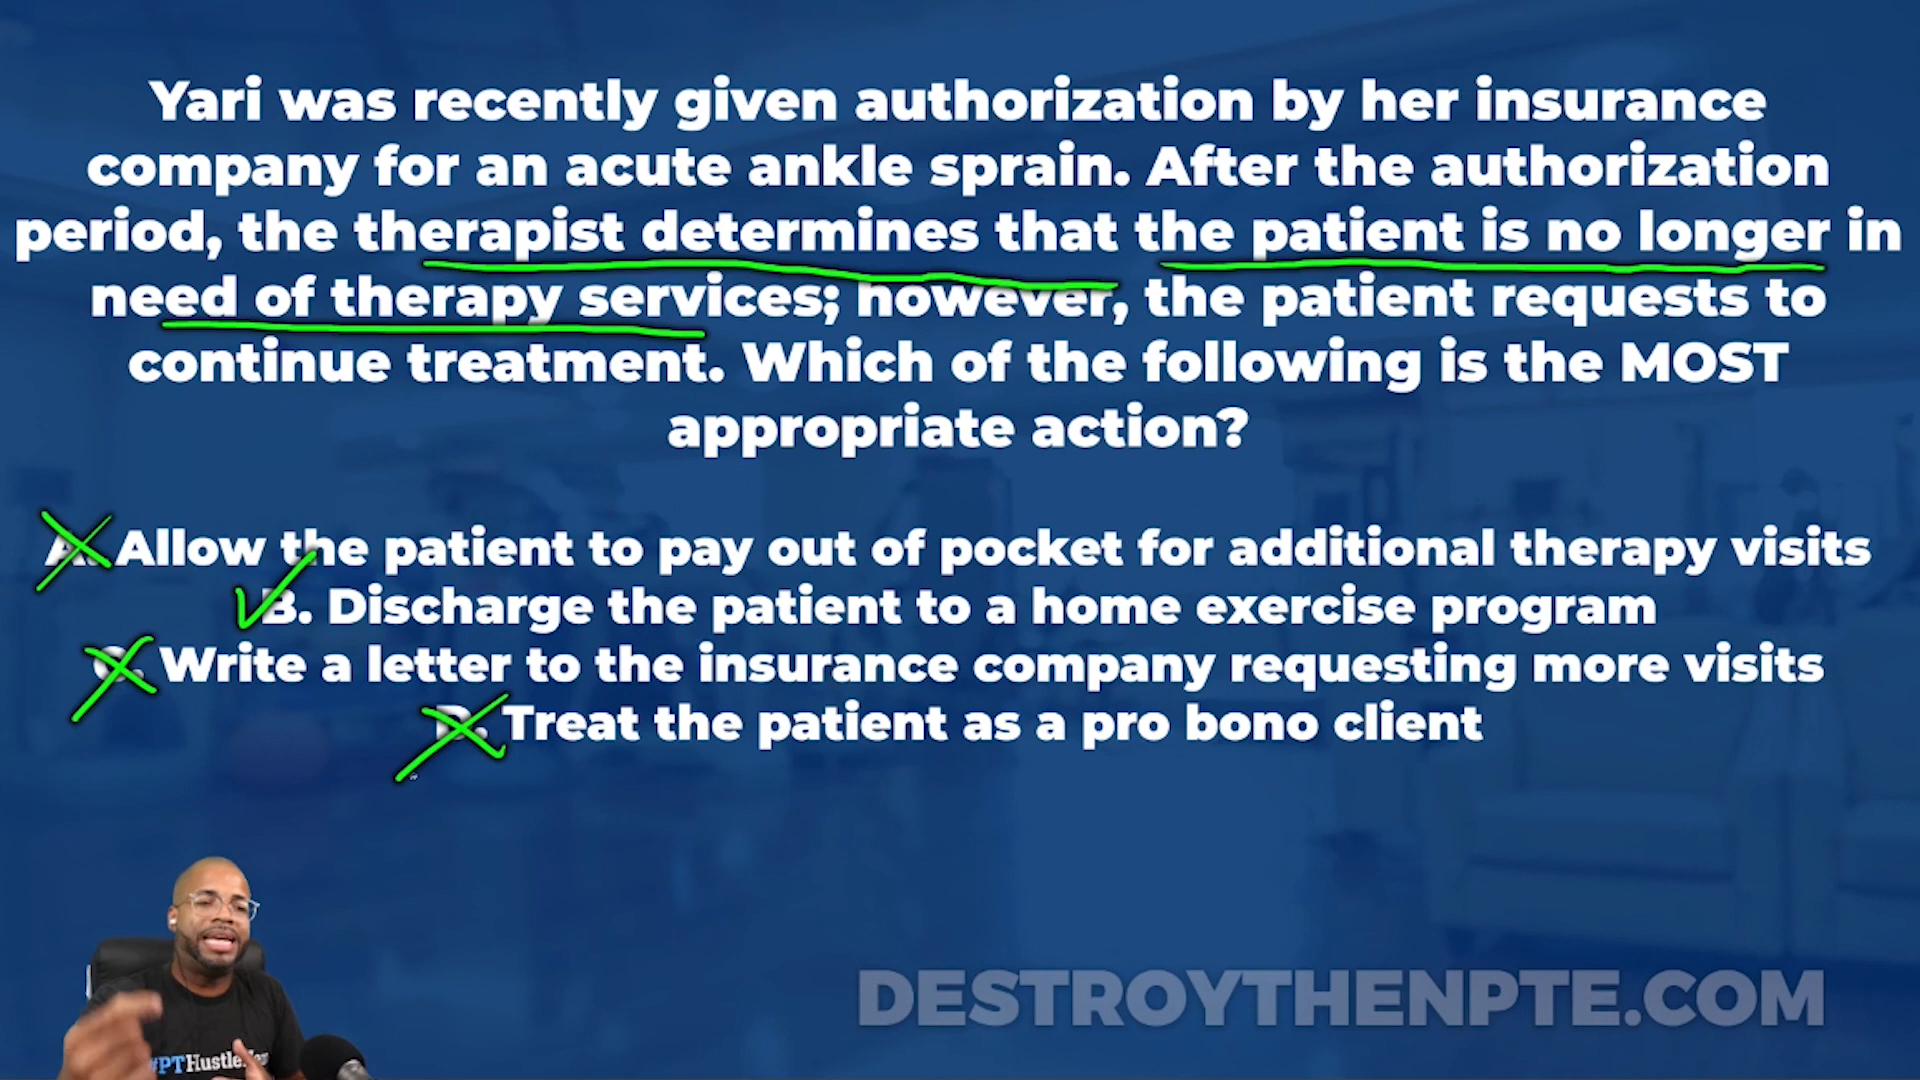 Yari was recently given authorization by her insurance
company for an acute ankle sprain. After the authorization
period, the therapist determines that the patient is no longer in
need of therapy services; however, the patient requests to
continue treatment. Which of the following is the MOST
appropriate action?
A. Allow the patient to pay out of pocket for additional therapy visits
B. Discharge the patient to a home exercise program
C. Write a letter to the insurance company requesting more visits
D. Treat the patient as a pro bono client
DESTROYTHENPTE.COM